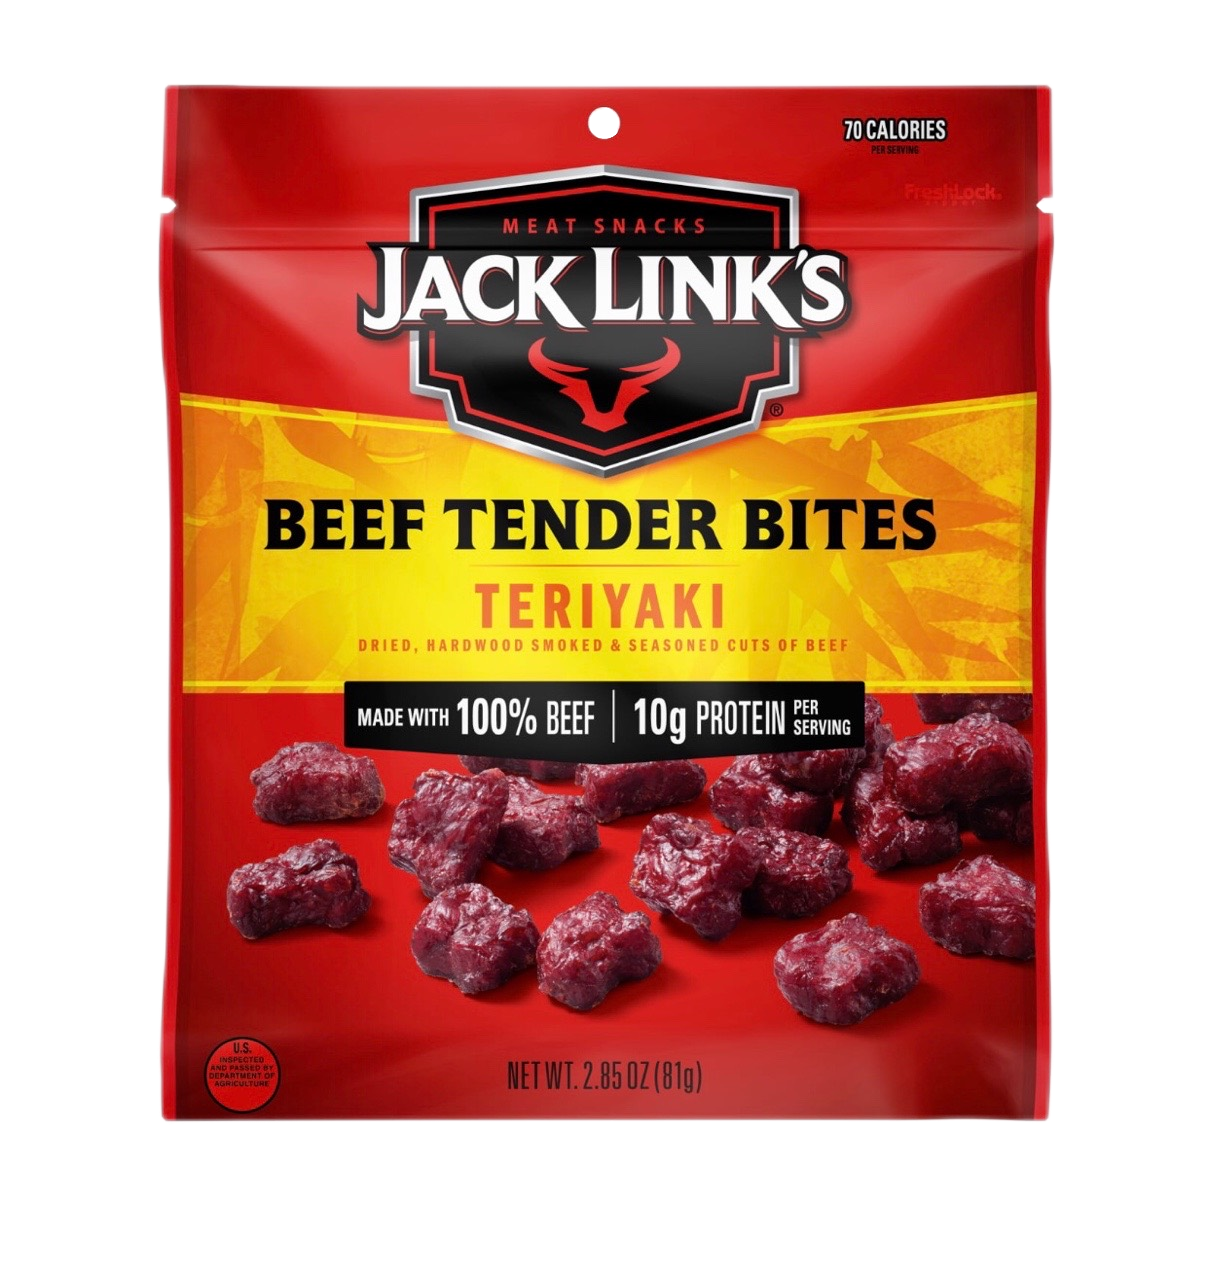 70 CALORIES
PER SERVING
FreshLock®
MEAT SNACKS
JACK LINK'S
®
BEEF TENDER BITES
TERIYAKI
DRIED, HARDWOOD SMOKED & SEASONED CUTS OF BEEF
MADE WITH 100% BEEF | 10g PROTEIN PER SERVING
U.S.
INSPECTED
AND PASSED BY
DEPARTMENT OF
AGRICULTURE
NET WT. 2.85 OZ (81g)